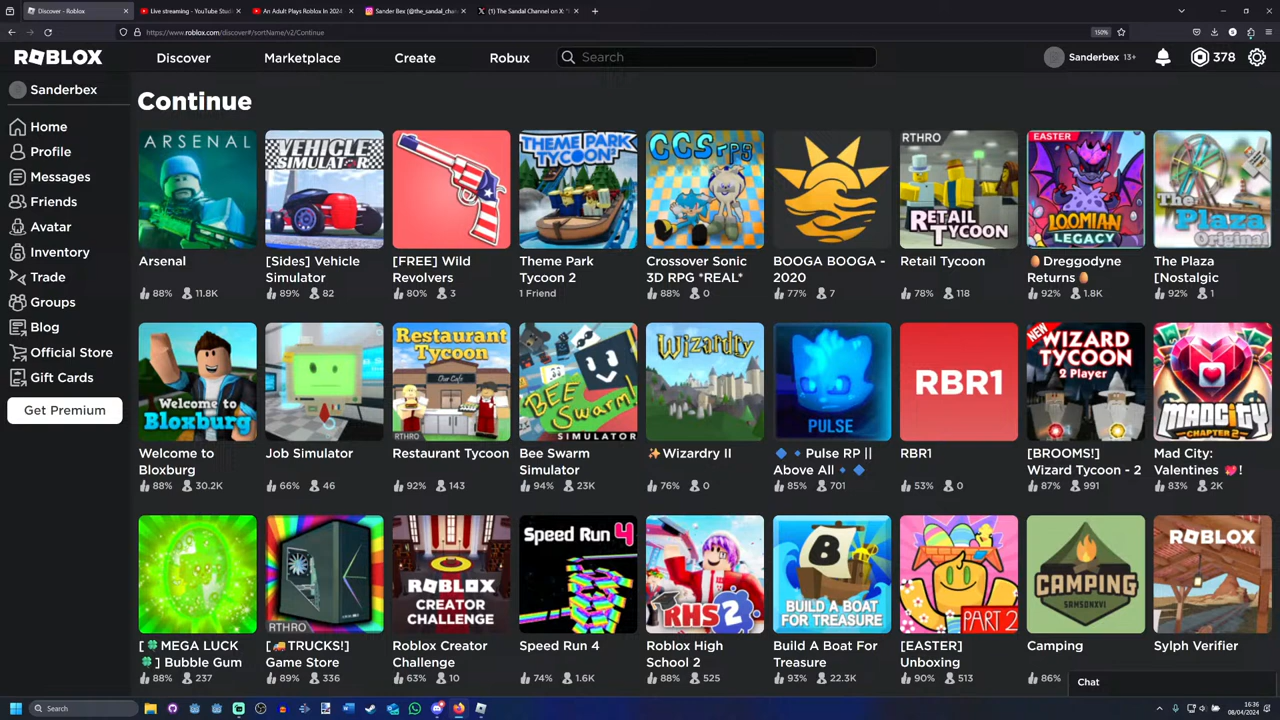 Discover - Roblox
Live streaming - YouTube Studi
An Adult Plays Roblox In 2024
Sander Bex (@the_sandal_cha
(1) The Sandal Channel on X: "
https://www.roblox.com/discover#/sortName/v2/Continue
150%
ROBLOX
Discover
Marketplace
Create
Robux
Search
Sanderbex 13+
378
Sanderbex
Home
Profile
Messages
Friends
Avatar
Inventory
Trade
Groups
Blog
Official Store
Gift Cards
Get Premium
Continue
ARSENAL
VEHICLE SIMULATOR
THEME PARK TYCOON 2
CCS rpg
RTHRO
RETAIL TYCOON
EASTER
LOOMIAN LEGACY
The Plaza Original
Arsenal
88% 11.8K
[Sides] Vehicle
Simulator
89% 82
[FREE] Wild
Revolvers
80% 3
Theme Park
Tycoon 2
1 Friend
Crossover Sonic
3D RPG *REAL*
88% 0
BOOGA BOOGA -
2020
77% 7
Retail Tycoon
78% 118
🥚Dreggodyne
Returns🥚
92% 1.8K
The Plaza
[Nostalgic
92% 1
Welcome to
Bloxburg
Restaurant
Tycoon
Our Cafe
RTHRO
BEE Swarm!
SIMULATOR
Wizardry
PULSE
RBR1
NEW
WIZARD
TYCOON
2 Player
MADCITY
CHAPTER 2
Welcome to
Bloxburg
88% 30.2K
Job Simulator
66% 46
Restaurant Tycoon
92% 143
Bee Swarm
Simulator
94% 23K
✨Wizardry II
76% 0
🔷🔹Pulse RP ||
Above All🔹🔷
85% 701
RBR1
53% 0
[BROOMS!]
Wizard Tycoon - 2
87% 991
Mad City:
Valentines 💘!
83% 2K
RTHRO
ROBLOX
CREATOR
CHALLENGE
Speed Run 4
RHS2
B
BUILD A BOAT
FOR TREASURE
PART 2
CAMPING
SAMSONXVI
ROBLOX
[🍀MEGA LUCK
🍀] Bubble Gum
88% 237
[🚚TRUCKS!]
Game Store
89% 336
Roblox Creator
Challenge
63% 10
Speed Run 4
74% 1.6K
Roblox High
School 2
88% 525
Build A Boat For
Treasure
93% 22.3K
[EASTER]
Unboxing
90% 513
Camping
86%
Sylph Verifier
Chat
Search
16:36
08/04/2024